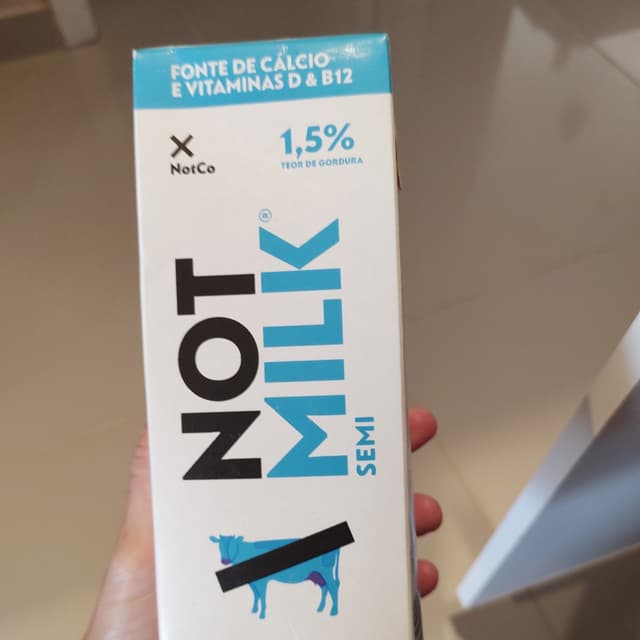 FONTE DE CÁLCIO
E VITAMINAS D & B12
NotCo
1,5%
TEOR DE GORDURA
NOT
MILK®
SEMI